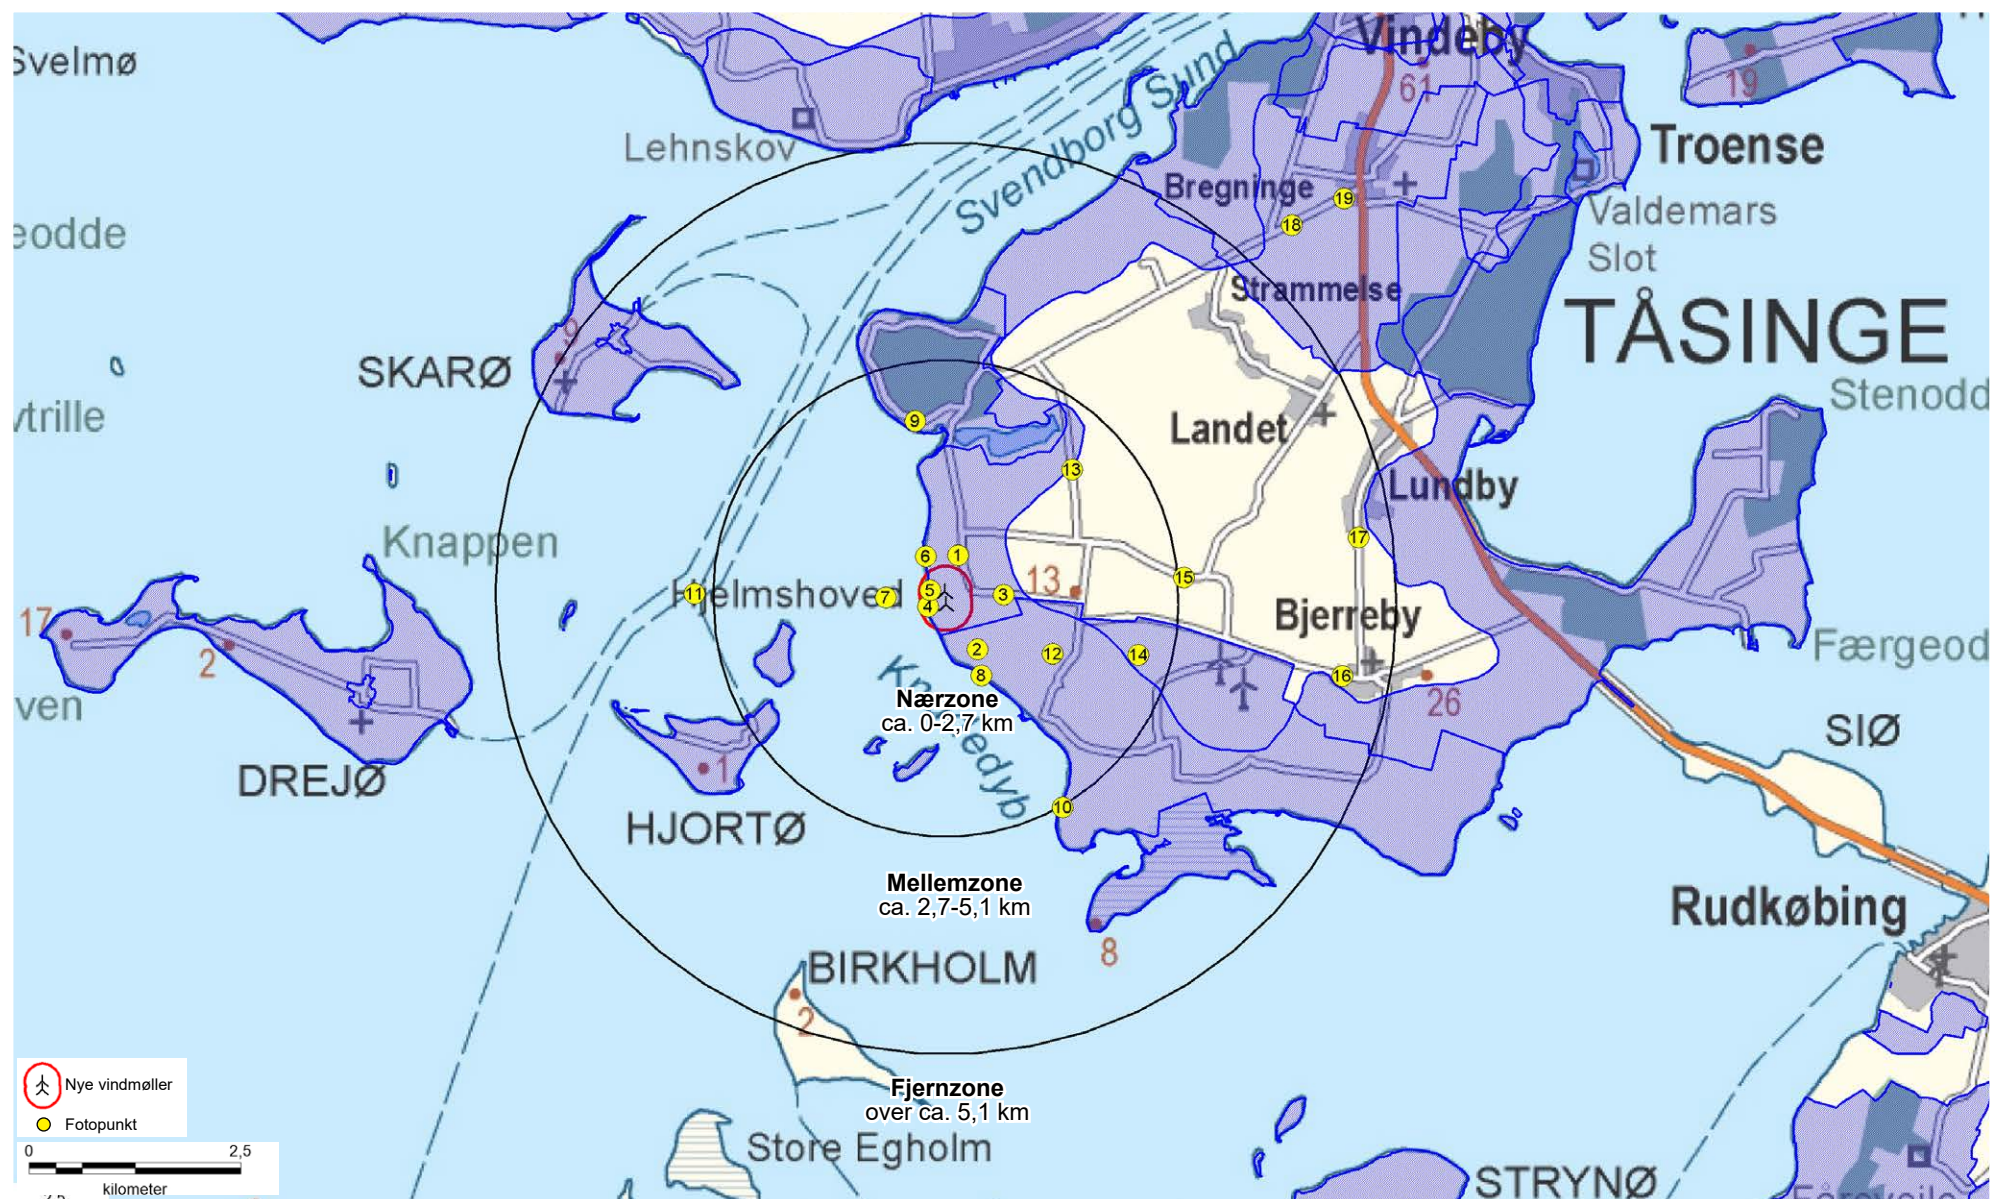 Svelmø
Vindeby
61
19
Lehnskov
Svendborg Sund
Troense
Bregninge
19
18
Valdemars
Slot
eodde
Strammelse
TÅSINGE
9
SKARØ
Stenodd
vtrille
9
Landet
13
Lundby
Knappen
17
6
1
15
13
11
Hjelmshoved
7
5
4
3
Bjerreby
17
2
2
12
14
Færgeod
8
16
26
ven
Nærzone
ca. 0-2,7 km
SIØ
DREJØ
1
HJORTØ
10
Mellemzone
ca. 2,7-5,1 km
Rudkøbing
8
BIRKHOLM
2
Fjernzone
over ca. 5,1 km
Nye vindmøller
Fotopunkt
Store Egholm
0 2,5
kilometer
STRYNØ